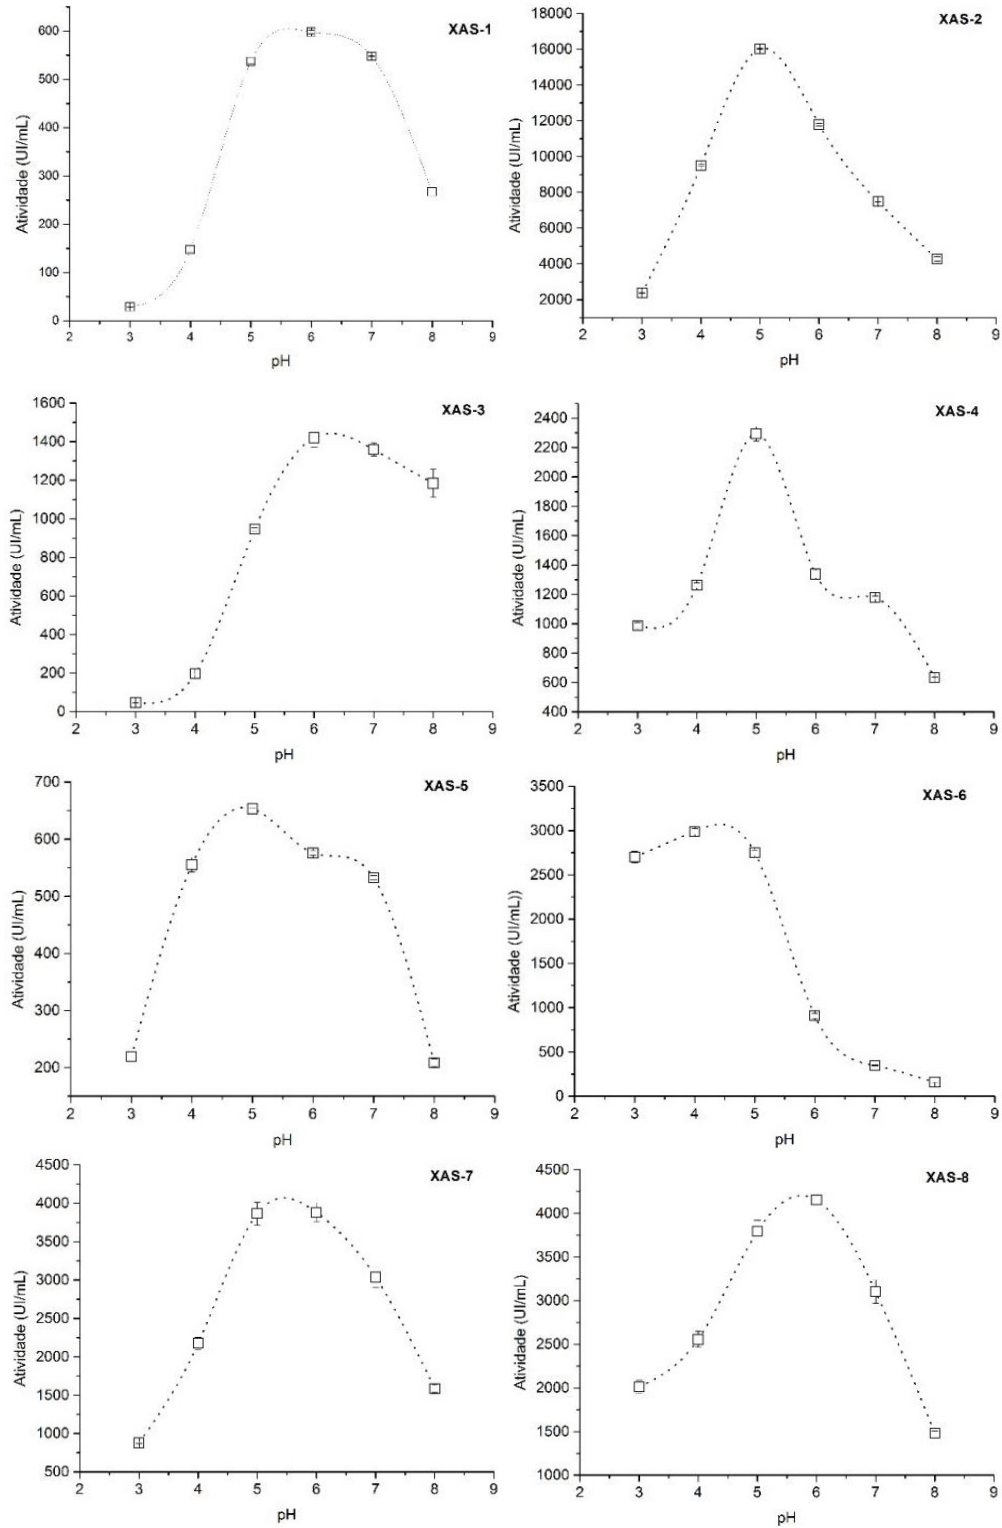 XAS-1
Atividade (UI/mL)
600
500
400
300
200
100
0
2 3 4 5 6 7 8 9
pH
XAS-2
Atividade (UI/mL)
18000
16000
14000
12000
10000
8000
6000
4000
2000
2 3 4 5 6 7 8 9
pH
XAS-3
Atividade (UI/mL)
1600
1400
1200
1000
800
600
400
200
0
2 3 4 5 6 7 8 9
pH
XAS-4
Atividade (UI/mL)
2400
2200
2000
1800
1600
1400
1200
1000
800
600
400
2 3 4 5 6 7 8 9
pH
XAS-5
Atividade (UI/mL)
700
600
500
400
300
200
2 3 4 5 6 7 8 9
pH
XAS-6
Atividade (UI/mL))
3500
3000
2500
2000
1500
1000
500
0
2 3 4 5 6 7 8 9
pH
XAS-7
Atividade (UI/mL)
4500
4000
3500
3000
2500
2000
1500
1000
500
2 3 4 5 6 7 8 9
pH
XAS-8
Atividade (UI/mL)
4500
4000
3500
3000
2500
2000
1500
1000
2 3 4 5 6 7 8 9
pH